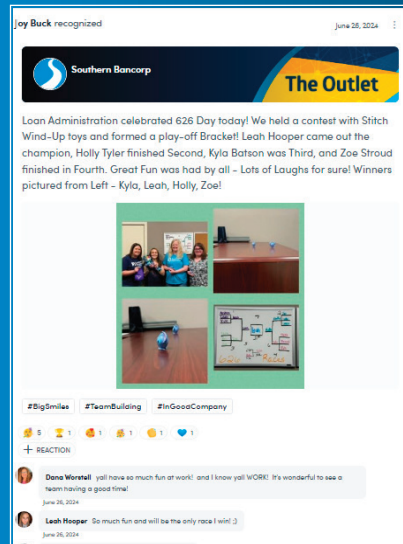 Joy Buck recognized
June 26, 2024
Southern Bancorp
The Outlet
Loan Administration celebrated 626 Day today! We held a contest with Stitch
Wind-Up toys and formed a play-off Bracket! Leah Hooper came out the
champion, Holly Tyler finished Second, Kyla Batson was Third, and Zoe Stroud
finished in Fourth. Great Fun was had by all - Lots of Laughs for sure! Winners
pictured from Left - Kyla, Leah, Holly, Zoe!
#BigSmiles #TeamBuilding #InGoodCompany
5 1 1 1 1 1
+ REACTION
Dana Worstell yall have so much fun at work! and I know yall WORK! It's wonderful to see a
team having a good time!
June 26, 2024
Leah Hooper So much fun and will be the only race I win! ;)
June 26, 2024